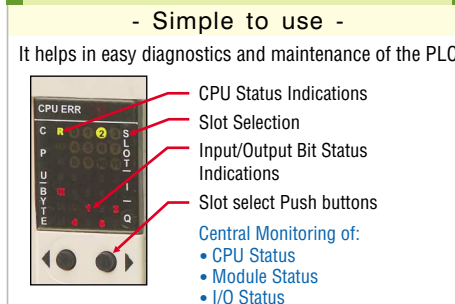 - Simple to use -
It helps in easy diagnostics and maintenance of the PLC
CPU ERR
C R 2 S
P L
O
T
U
B
Y
T
E
I
Q
CPU Status Indications
Slot Selection
Input/Output Bit Status
Indications
Slot select Push buttons
Central Monitoring of:
• CPU Status
• Module Status
• I/O Status